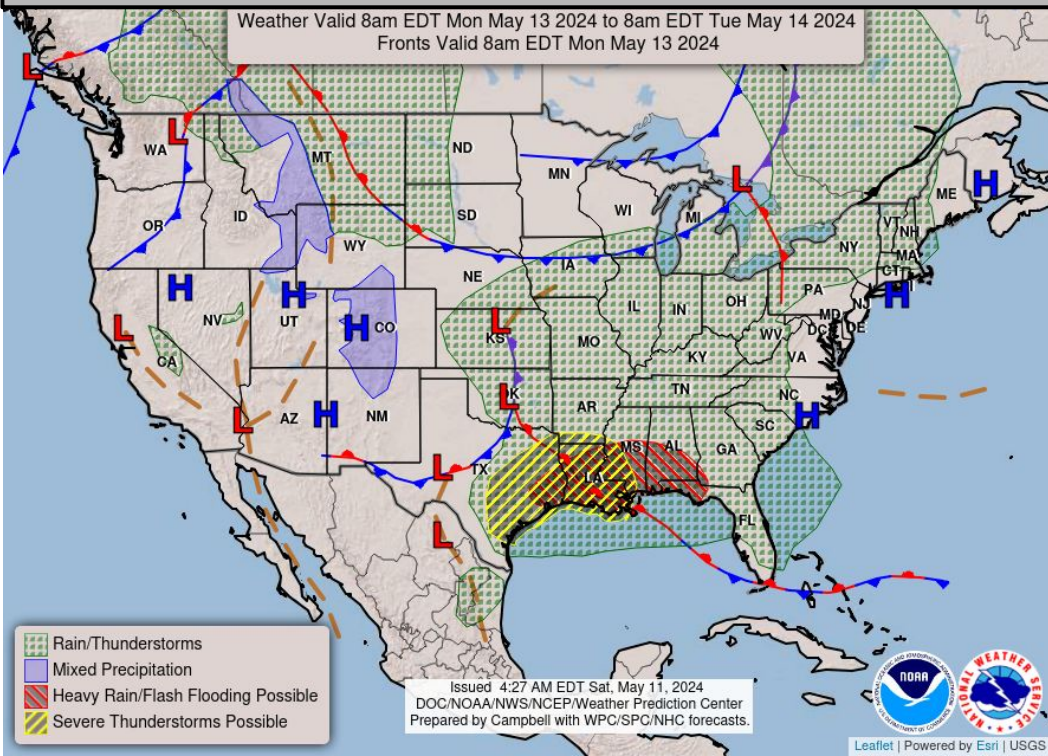 Weather Valid 8am EDT Mon May 13 2024 to 8am EDT Tue May 14 2024
Fronts Valid 8am EDT Mon May 13 2024
L
L
WA
MT
ND
MN
L
ME
H
OR
ID
SD
WI
MI
VT
NH
WY
NY
MA
CT
H
H
H
NE
IA
PA
NJ
L
NV
UT
H
CO
L
KS
IL
IN
OH
MD
DE
DC
CA
MO
WV
VA
KY
L
AZ
H
NM
L
OK
AR
TN
NC
H
SC
L
TX
MS
AL
GA
LA
L
FL
Rain/Thunderstorms
Mixed Precipitation
Heavy Rain/Flash Flooding Possible
Severe Thunderstorms Possible
Issued 4:27 AM EDT Sat, May 11, 2024
DOC/NOAA/NWS/NCEP/Weather Prediction Center
Prepared by Campbell with WPC/SPC/NHC forecasts.
NOAA
NATIONAL WEATHER SERVICE
Leaflet | Powered by Esri | USGS